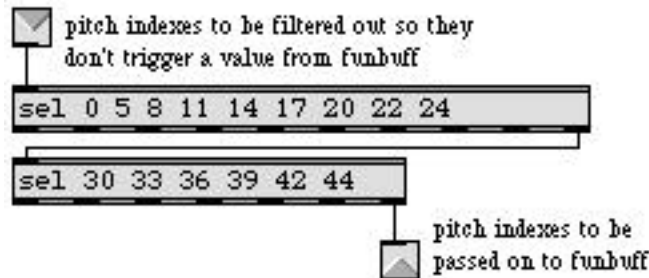 pitch indexes to be filtered out so they
don't trigger a value from funbuff
sel 0 5 8 11 14 17 20 22 24
sel 30 33 36 39 42 44
pitch indexes to be
passed on to funbuff